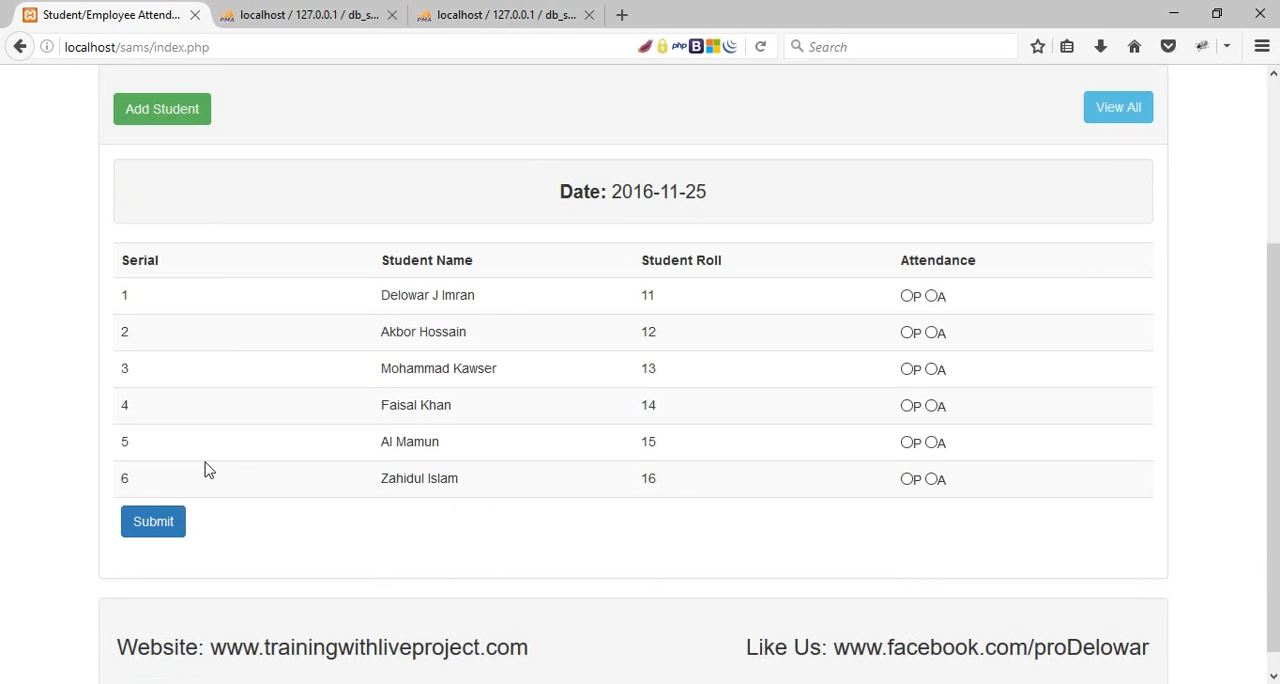 Student/Employee Attend... localhost / 127.0.0.1 / db_s... localhost / 127.0.0.1 / db_s...
localhost/sams/index.php php B Search
Add Student View All
Date: 2016-11-25
Serial Student Name Student Roll Attendance
1 Delowar J Imran 11 P A
2 Akbor Hossain 12 P A
3 Mohammad Kawser 13 P A
4 Faisal Khan 14 P A
5 Al Mamun 15 P A
6 Zahidul Islam 16 P A
Submit
Website: www.trainingwithliveproject.com Like Us: www.facebook.com/proDelowar